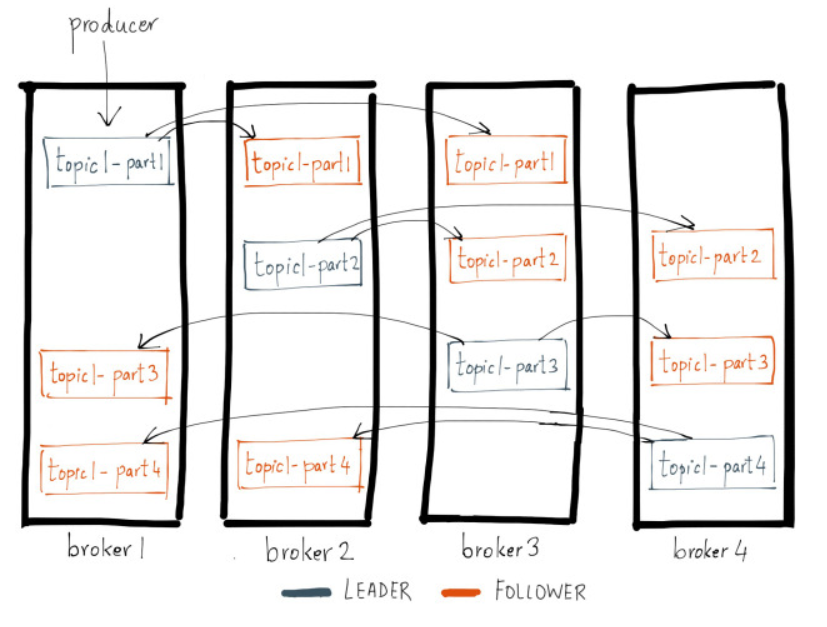 producer
topic1-part1
topic1-part1
topic1-part1
topic1-part2
topic1-part2
topic1-part2
topic1-part3
topic1-part3
topic1-part3
topic1-part4
topic1-part4
topic1-part4
broker 1
broker 2
broker 3
broker 4
LEADER
FOLLOWER